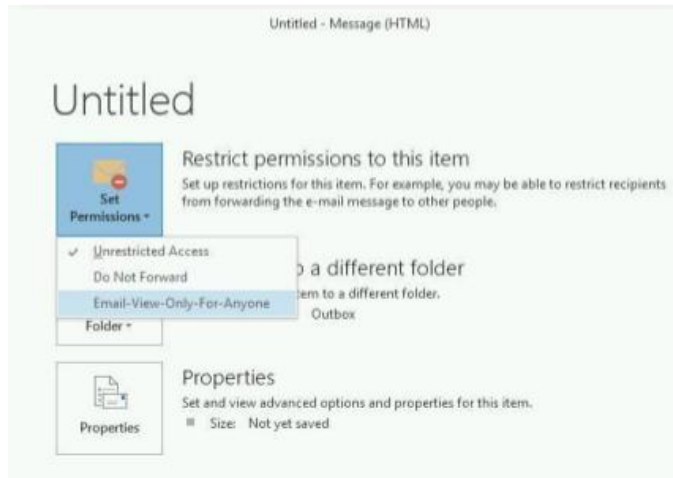 Untitled - Message (HTML)
Untitled
Set
Permissions
Restrict permissions to this item
Set up restrictions for this item. For example, you may be able to restrict recipients
from forwarding the e-mail message to other people.
Unrestricted Access
Do Not Forward
Email-View-Only-For-Anyone
a different folder
to a different folder.
Outbox
Folder
Properties
Properties
Set and view advanced options and properties for this item.
Size: Not yet saved